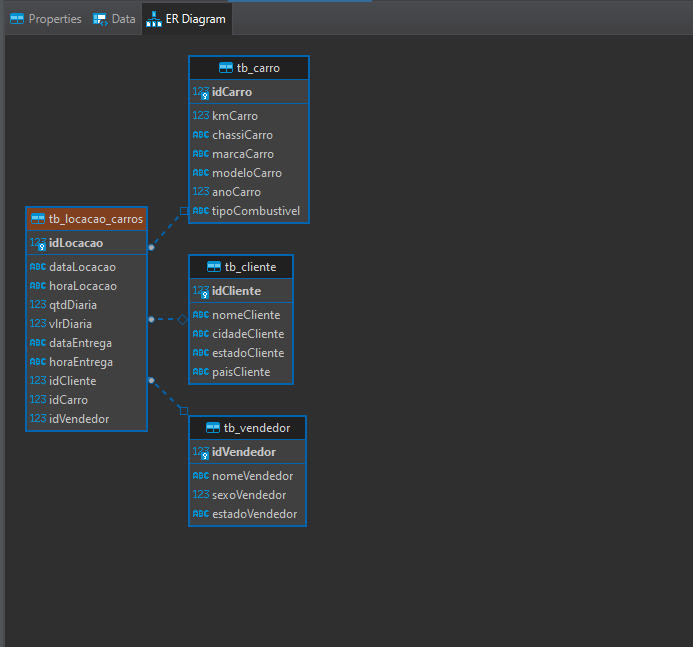 Properties
Data
ER Diagram
tb_carro
123 idCarro
123 kmCarro
ABC chassiCarro
ABC marcaCarro
ABC modeloCarro
123 anoCarro
ABC tipoCombustivel
tb_locacao_carros
123 idLocacao
ABC dataLocacao
ABC horaLocacao
123 qtdDiaria
123 vlrDiaria
ABC dataEntrega
ABC horaEntrega
123 idCliente
123 idCarro
123 idVendedor
tb_cliente
123 idCliente
ABC nomeCliente
ABC cidadeCliente
ABC estadoCliente
ABC paisCliente
tb_vendedor
123 idVendedor
ABC nomeVendedor
123 sexoVendedor
ABC estadoVendedor